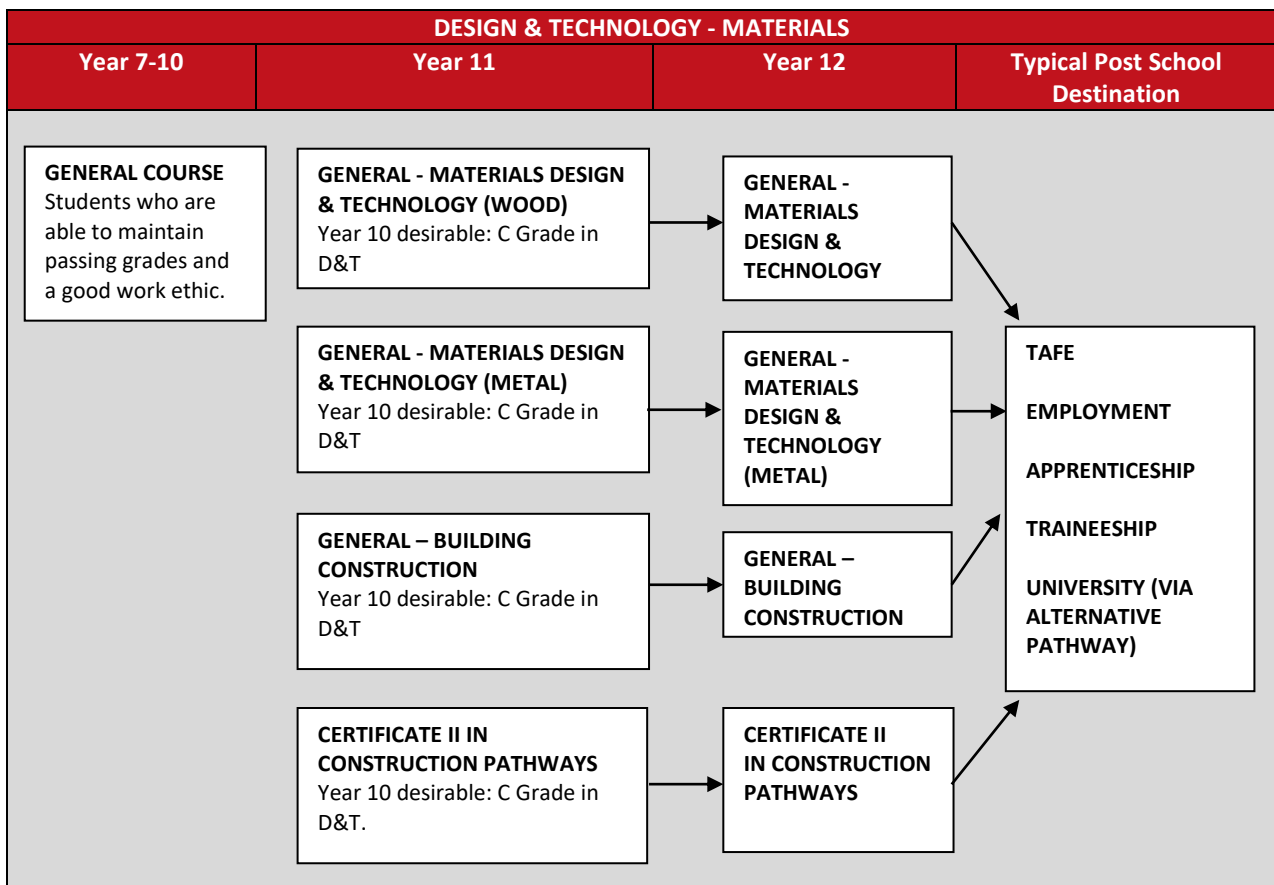 DESIGN & TECHNOLOGY - MATERIALS
Year 7-10
Year 11
Year 12
Typical Post School
Destination
GENERAL COURSE
Students who are
able to maintain
passing grades and
a good work ethic.
GENERAL - MATERIALS DESIGN
& TECHNOLOGY (WOOD)
Year 10 desirable: C Grade in
D&T
GENERAL -
MATERIALS
DESIGN &
TECHNOLOGY
GENERAL - MATERIALS DESIGN
& TECHNOLOGY (METAL)
Year 10 desirable: C Grade in
D&T
GENERAL -
MATERIALS
DESIGN &
TECHNOLOGY
(METAL)
GENERAL – BUILDING
CONSTRUCTION
Year 10 desirable: C Grade in
D&T
GENERAL –
BUILDING
CONSTRUCTION
CERTIFICATE II IN
CONSTRUCTION PATHWAYS
Year 10 desirable: C Grade in
D&T.
CERTIFICATE II
IN CONSTRUCTION
PATHWAYS
TAFE
EMPLOYMENT
APPRENTICESHIP
TRAINEESHIP
UNIVERSITY (VIA
ALTERNATIVE
PATHWAY)